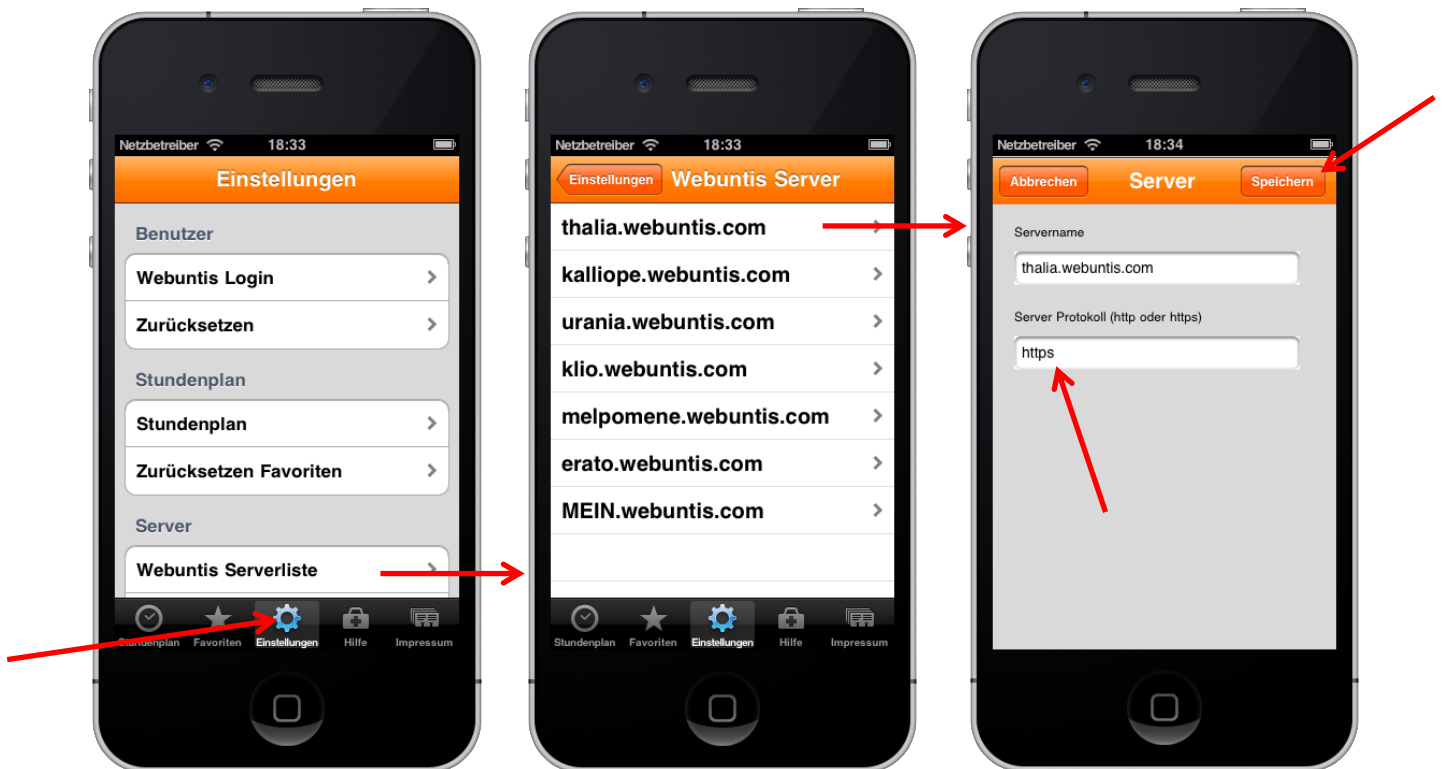 Netzbetreiber 18:33
Einstellungen
Benutzer
Webuntis Login
Zurücksetzen
Stundenplan
Stundenplan
Zurücksetzen Favoriten
Server
Webuntis Serverliste
Stundenplan Favoriten Einstellungen Hilfe Impressum
Netzbetreiber 18:33
Einstellungen Webuntis Server
thalia.webuntis.com
kalliope.webuntis.com
urania.webuntis.com
klio.webuntis.com
melpomene.webuntis.com
erato.webuntis.com
MEIN.webuntis.com
Stundenplan Favoriten Einstellungen Hilfe Impressum
Netzbetreiber 18:34
Abbrechen Server Speichern
Servername
thalia.webuntis.com
Server Protokoll (http oder https)
https